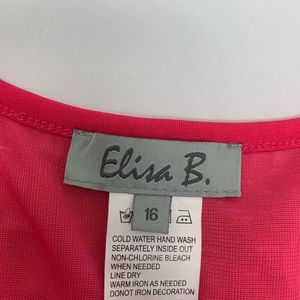 Elisa B.
16
COLD WATER HAND WASH
SEPARATELY INSIDE OUT
NON-CHLORINE BLEACH
WHEN NEEDED
LINE DRY
WARM IRON AS NEEDED
DONOT IRON DECORATION